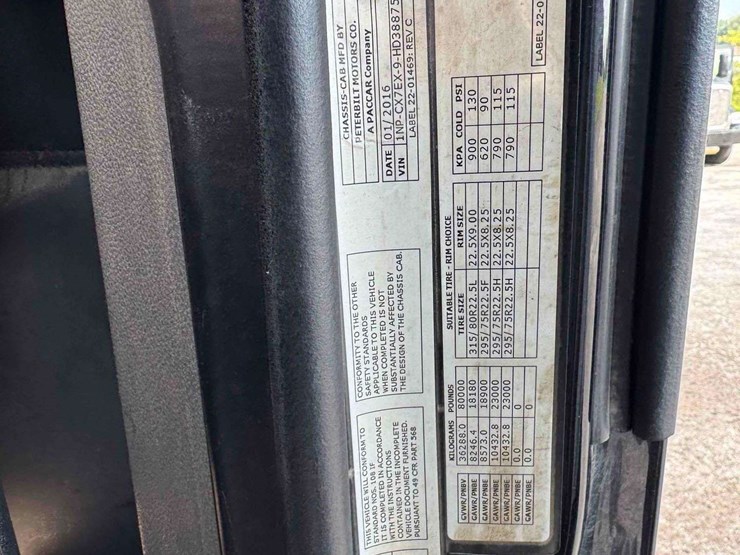 THIS VEHICLE WILL CONFORM TO
STANDARD NOS. 108 IF
IT IS COMPLETED IN ACCORDANCE
WITH THE INSTRUCTIONS
CONTAINED IN THE INCOMPLETE
VEHICLE DOCUMENT FURNISHED.
PURSUANT TO 49 CFR PART 568
CONFORMITY TO THE OTHER
SAFETY STANDARDS
APPLICABLE TO THIS VEHICLE
WHEN COMPLETED IS NOT
SUBSTANTIALLY AFFECTED BY
THE DESIGN OF THE CHASSIS CAB.
CHASSIS-CAB MFD BY
PETERBILT MOTORS CO.
A PACCAR Company
DATE 01/2016
VIN 1NP-CX7EX-9-HD38875
LABEL 22-01469: REV C
KILOGRAMS POUNDS SUITABLE TIRE - RIM CHOICE
TIRE SIZE RIM SIZE KPA COLD PSI
GVWR/PNBV 36288.0 80000
GAWR/PNBE 8246.4 18180 315/80R22.5L 22.5X9.00 900 130
GAWR/PNBE 8573.0 18900 295/75R22.5F 22.5X8.25 620 90
GAWR/PNBE 10432.8 23000 295/75R22.5H 22.5X8.25 790 115
GAWR/PNBE 10432.8 23000 295/75R22.5H 22.5X8.25 790 115
GAWR/PNBE 0.0 0
GAWR/PNBE 0.0 0
LABEL 22-0